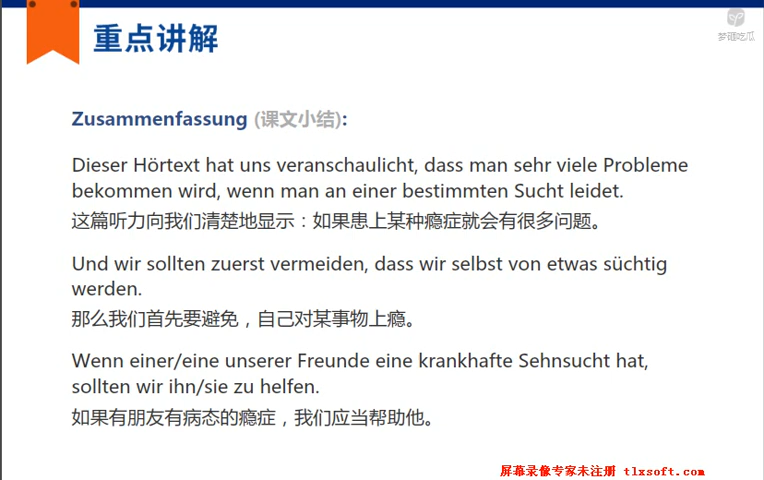 重点讲解
梦砸吃瓜
Zusammenfassung (课文小结):
Dieser Hörtext hat uns veranschaulicht, dass man sehr viele Probleme
bekommen wird, wenn man an einer bestimmten Sucht leidet.
这篇听力向我们清楚地显示：如果患上某种瘾症就会有很多问题。
Und wir sollten zuerst vermeiden, dass wir selbst von etwas süchtig
werden.
那么我们首先要避免，自己对某事物上瘾。
Wenn einer/eine unserer Freunde eine krankhafte Sehnsucht hat,
sollten wir ihn/sie zu helfen.
如果有朋友有病态的瘾症，我们应当帮助他。
屏幕录像专家未注册 tlxsoft.com